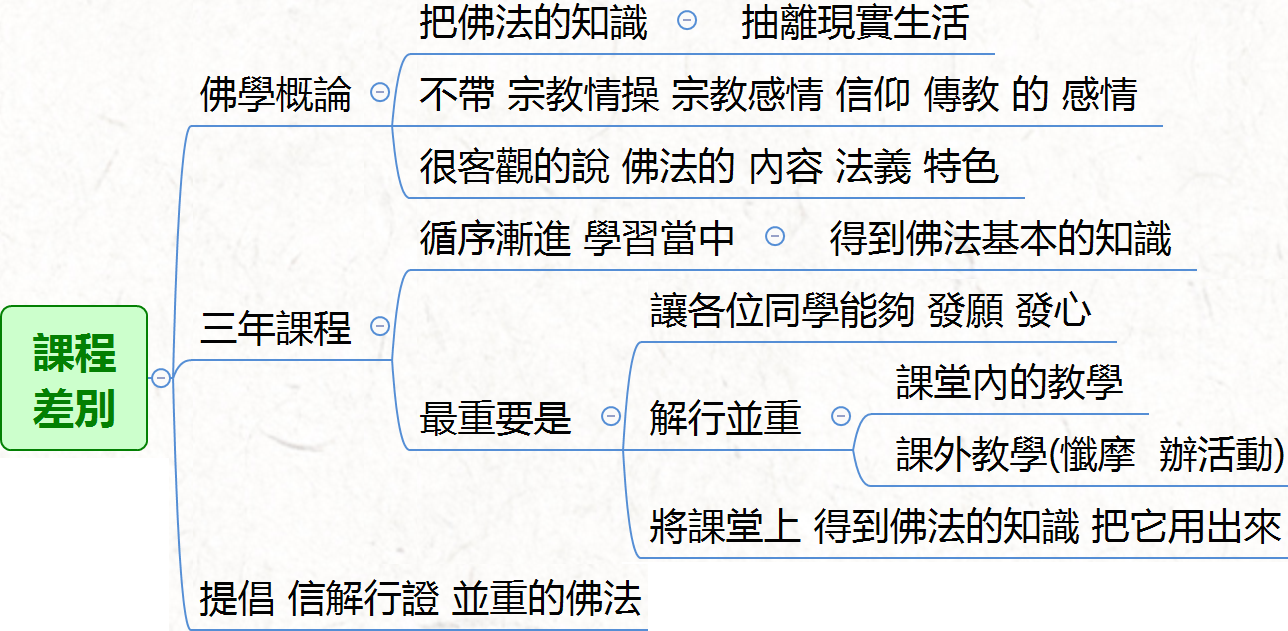 把佛法的知識 抽離現實生活
佛學概論
不帶 宗教情操 宗教感情 信仰 傳教 的 感情
很客觀的說 佛法的 內容 法義 特色
循序漸進 學習當中 得到佛法基本的知識
三年課程
讓各位同學能夠 發願 發心
課程
差別
課堂內的教學
最重要是 解行並重
課外教學(懺摩 辦活動)
將課堂上 得到佛法的知識 把它用出來
提倡 信解行證 並重的佛法